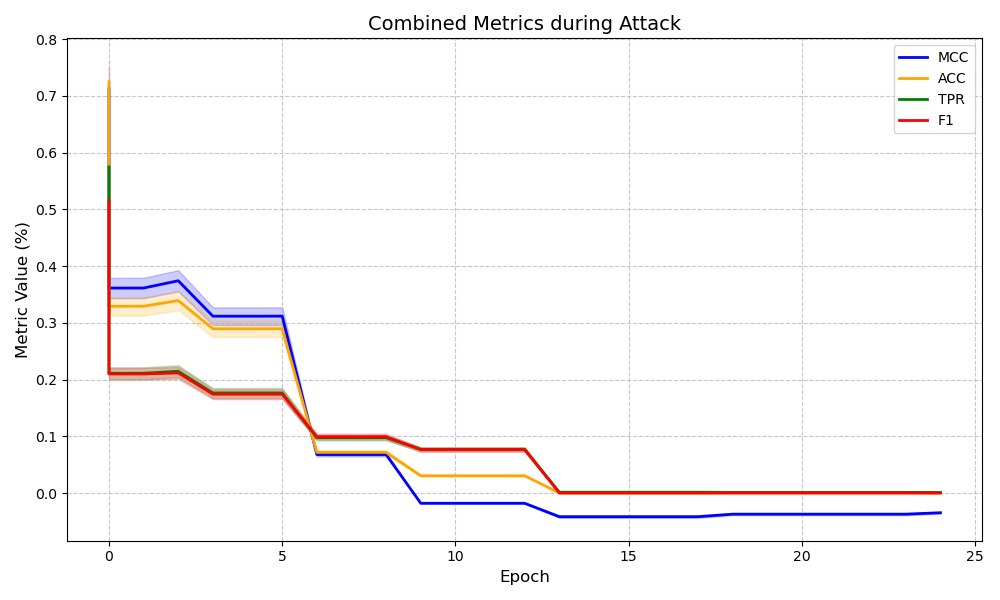 Combined Metrics during Attack
Metric Value (%)
0.8
0.7
0.6
0.5
0.4
0.3
0.2
0.1
0.0
MCC
ACC
TPR
F1
0 5 10 15 20 25
Epoch